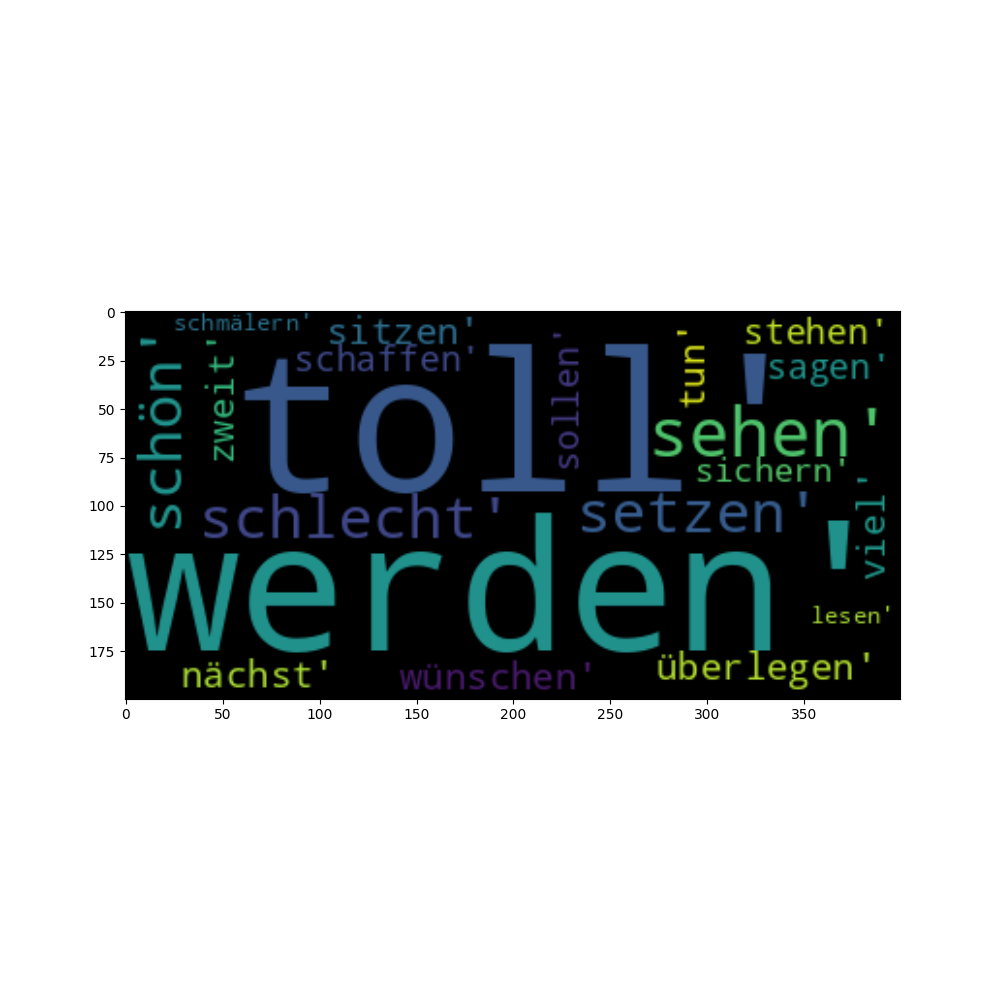 schmälern'
sitzen'
stehen'
schaffen'
sagen'
schön'
zweit'
toll'
sollen'
tun'
sehen'
sichern'
schlecht'
setzen'
viel'
werden'
lesen'
nächst'
wünschen'
überlegen'
0
25
50
75
100
125
150
175
0 50 100 150 200 250 300 350